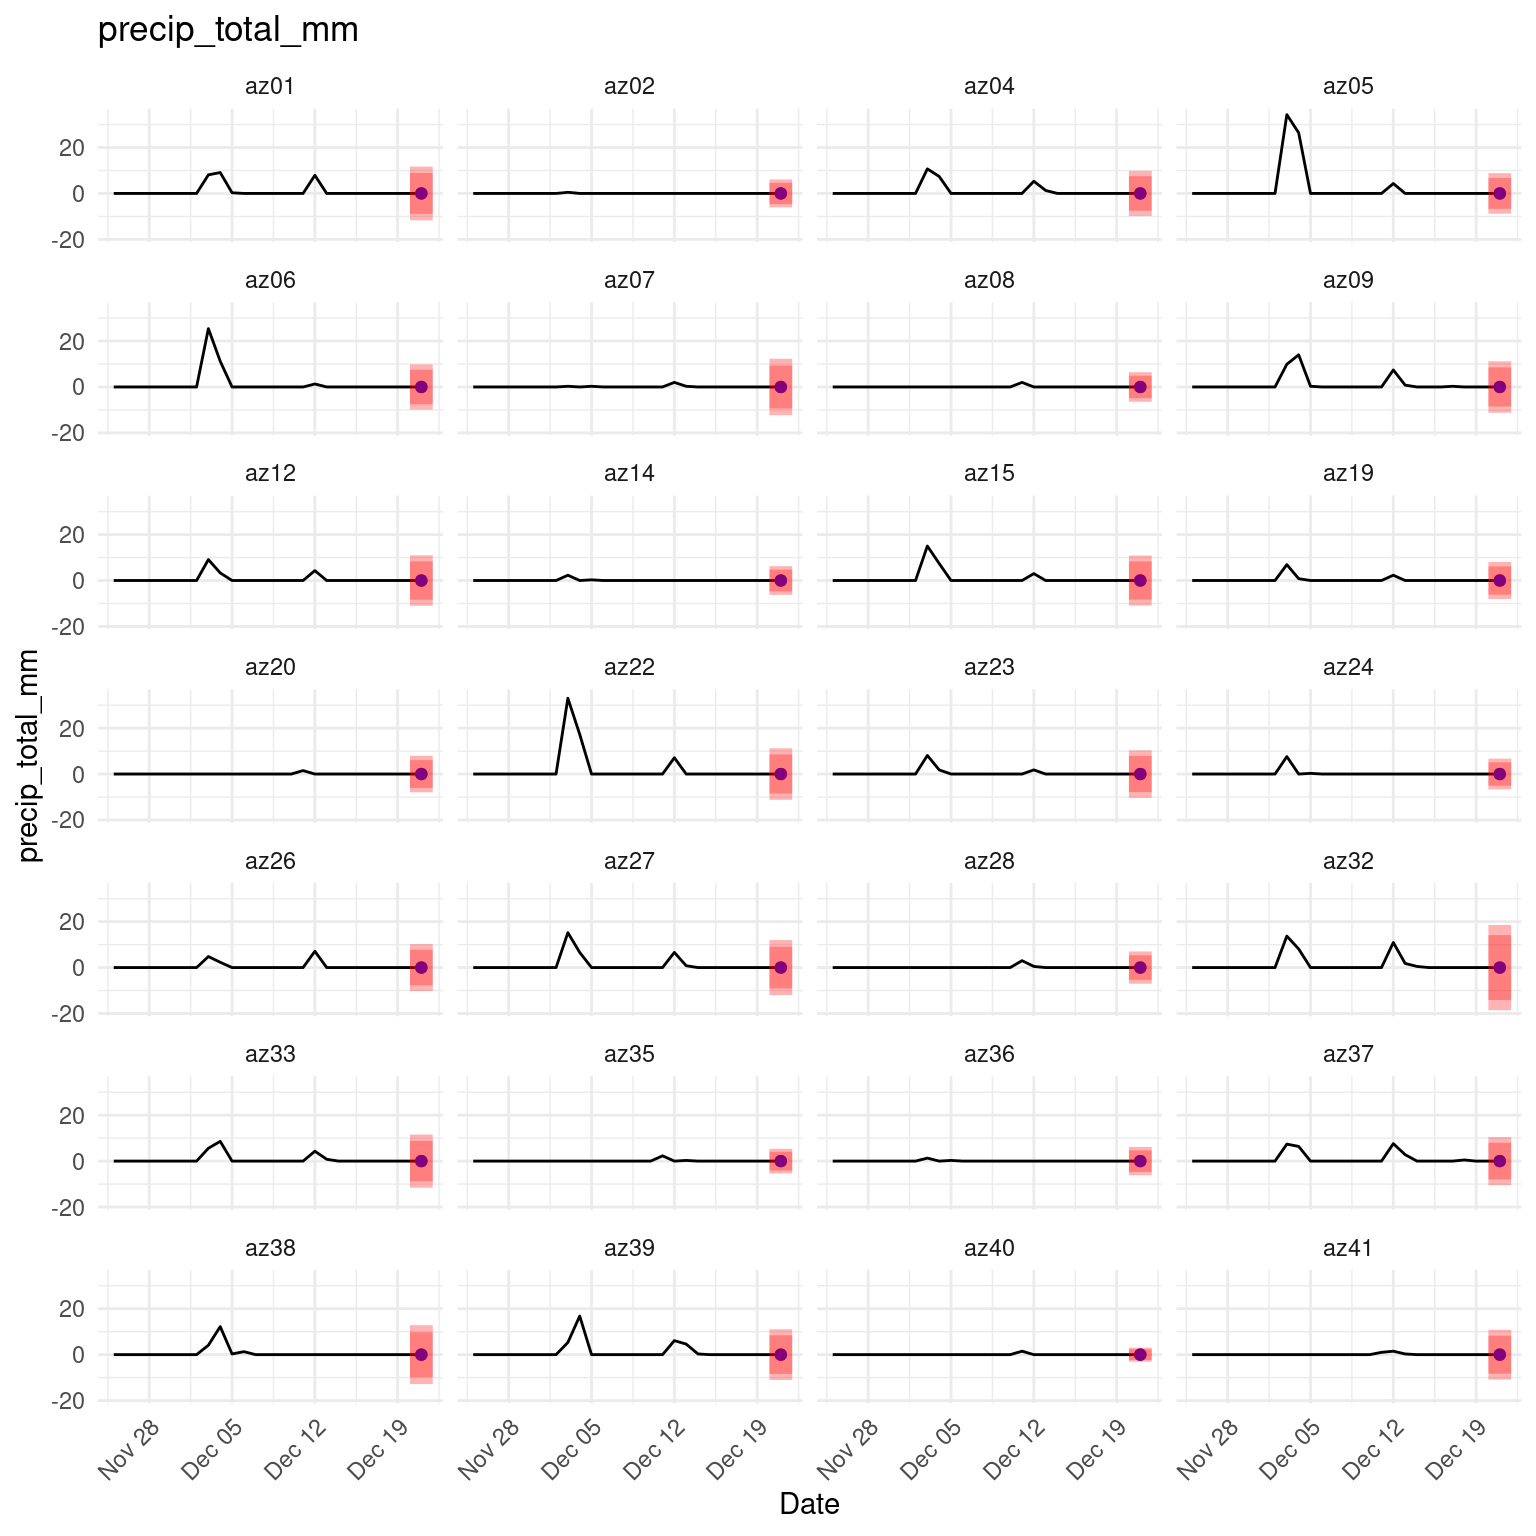 precip_total_mm
az01 az02 az04 az05
20
0
-20
az06 az07 az08 az09
20
0
-20
az12 az14 az15 az19
20
0
-20
az20 az22 az23 az24
20
0
-20
precip_total_mm
az26 az27 az28 az32
20
0
-20
az33 az35 az36 az37
20
0
-20
az38 az39 az40 az41
20
0
-20
Nov 28 Dec 05 Dec 12 Dec 19 Nov 28 Dec 05 Dec 12 Dec 19 Nov 28 Dec 05 Dec 12 Dec 19 Nov 28 Dec 05 Dec 12 Dec 19
Date